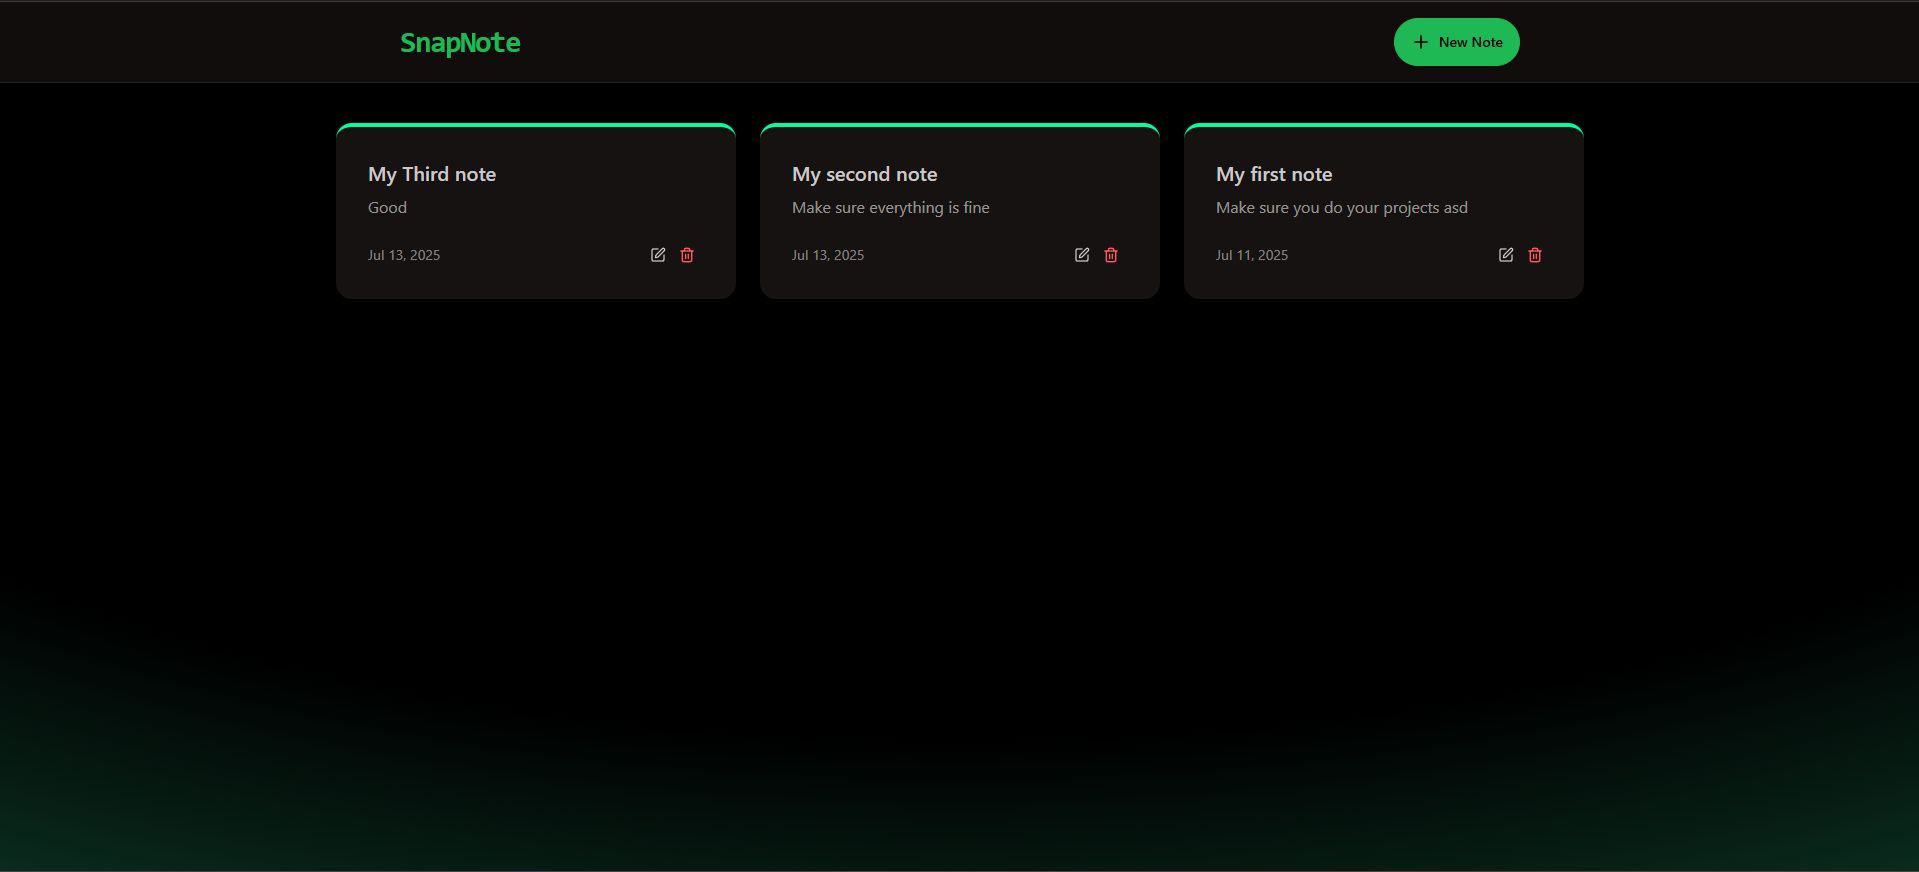 SnapNote
New Note
My Third note
Good
Jul 13, 2025
My second note
Make sure everything is fine
Jul 13, 2025
My first note
Make sure you do your projects asd
Jul 11, 2025